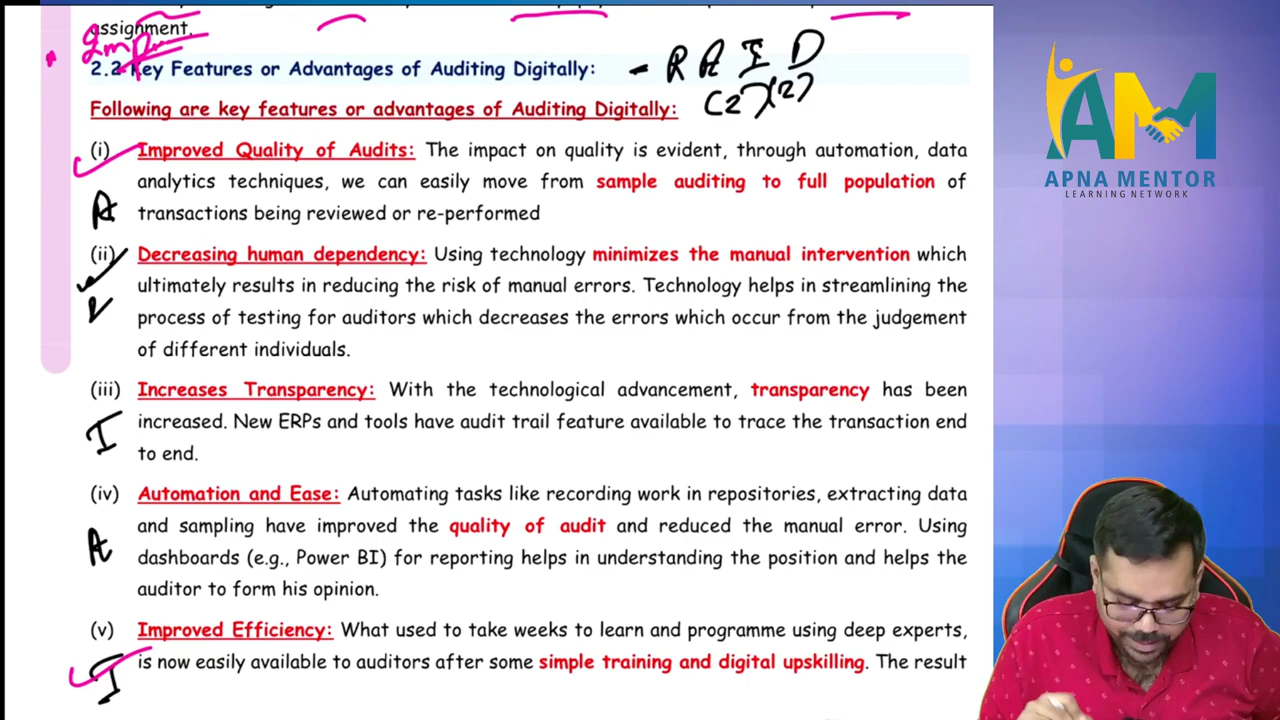 assignment.
Imp
2.2 Key Features or Advantages of Auditing Digitally: - R A I D
(2)(2)
Following are key features or advantages of Auditing Digitally:
(i) Improved Quality of Audits: The impact on quality is evident, through automation, data
analytics techniques, we can easily move from sample auditing to full population of
A transactions being reviewed or re-performed
(ii) Decreasing human dependency: Using technology minimizes the manual intervention which
ultimately results in reducing the risk of manual errors. Technology helps in streamlining the
process of testing for auditors which decreases the errors which occur from the judgement
of different individuals.
(iii) Increases Transparency: With the technological advancement, transparency has been
I increased. New ERPs and tools have audit trail feature available to trace the transaction end
to end.
(iv) Automation and Ease: Automating tasks like recording work in repositories, extracting data
and sampling have improved the quality of audit and reduced the manual error. Using
A dashboards (e.g., Power BI) for reporting helps in understanding the position and helps the
auditor to form his opinion.
(v) Improved Efficiency: What used to take weeks to learn and programme using deep experts,
I is now easily available to auditors after some simple training and digital upskilling. The result
AM
APNA MENTOR
LEARNING NETWORK